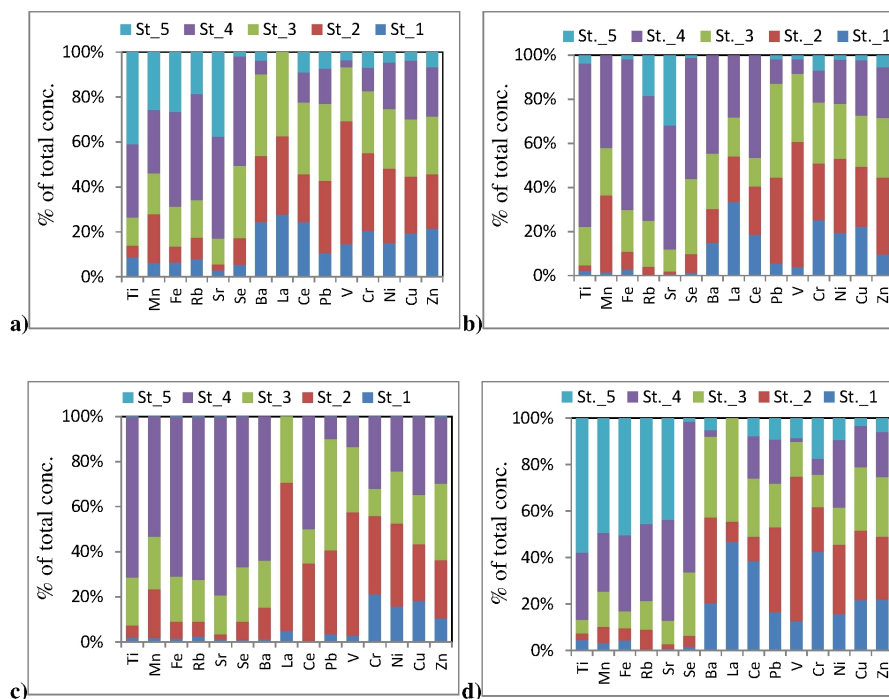 St_5 St_4 St_3 St_2 St_1
100%
80%
60%
40%
20%
0%
% of total conc.
Ti Mn Fe Rb Sr Se Ba La Ce Pb V Cr Ni Cu Zn
a)
St._5 St._4 St._3 St._2 St._1
100%
80%
60%
40%
20%
0%
% of total conc.
Ti Mn Fe Rb Sr Se Ba La Ce Pb V Cr Ni Cu Zn
b)
St_5 St_4 St_3 St_2 St_1
100%
80%
60%
40%
20%
0%
% of total conc.
Ti Mn Fe Rb Sr Se Ba La Ce Pb V Cr Ni Cu Zn
c)
St._5 St._4 St._3 St._2 St._1
100%
80%
60%
40%
20%
0%
% of total conc.
Ti Mn Fe Rb Sr Se Ba La Ce Pb V Cr Ni Cu Zn
d)